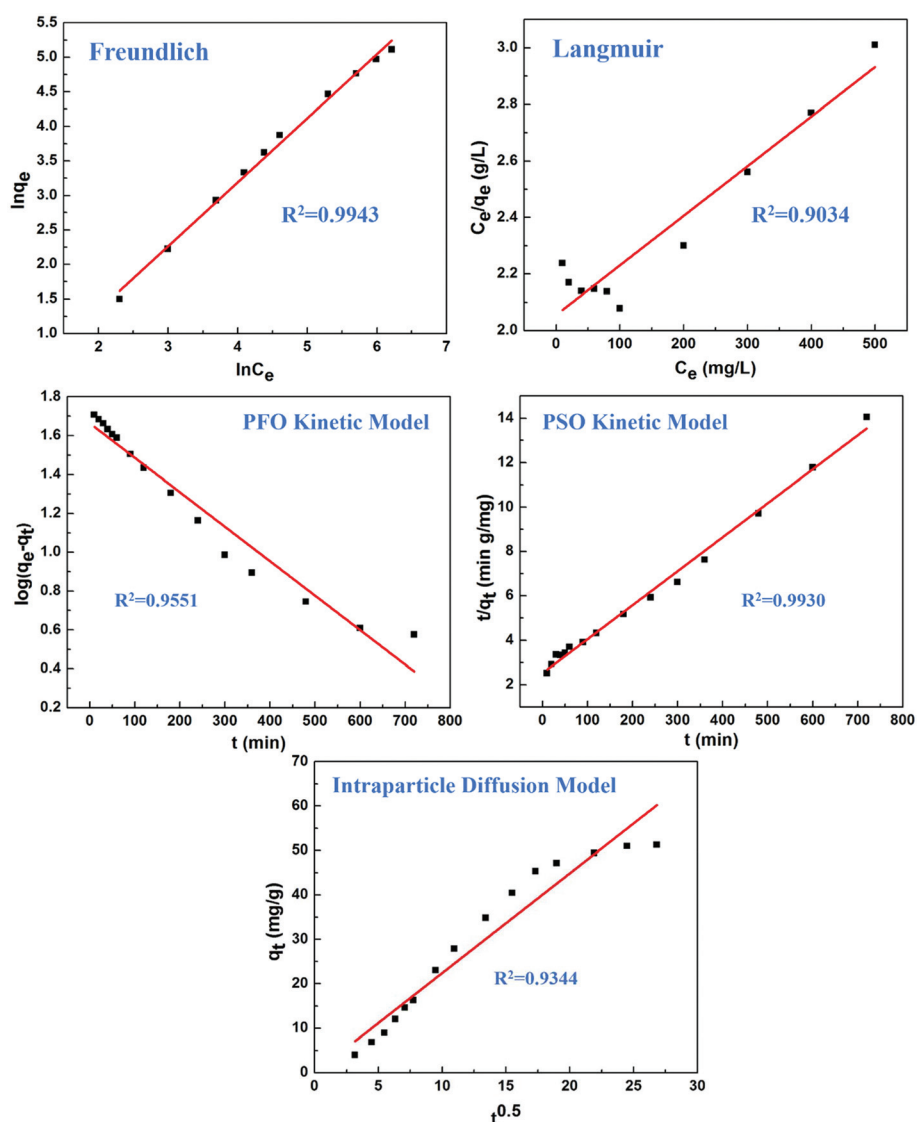 Freundlich
R²=0.9943
lnqₑ
5.5
5.0
4.5
4.0
3.5
3.0
2.5
2.0
1.5
1.0
2 3 4 5 6 7
lnCₑ
Langmuir
R²=0.9034
Cₑ/qₑ (g/L)
3.0
2.8
2.6
2.4
2.2
2.0
0 100 200 300 400 500
Cₑ (mg/L)
PFO Kinetic Model
R²=0.9551
log(qₑ-qₜ)
1.8
1.6
1.4
1.2
1.0
0.8
0.6
0.4
0.2
0 100 200 300 400 500 600 700 800
t (min)
PSO Kinetic Model
R²=0.9930
t/qₜ (min g/mg)
14
12
10
8
6
4
2
0 100 200 300 400 500 600 700 800
t (min)
Intraparticle Diffusion Model
R²=0.9344
qₜ (mg/g)
70
60
50
40
30
20
10
0
0 5 10 15 20 25 30
t⁰·⁵